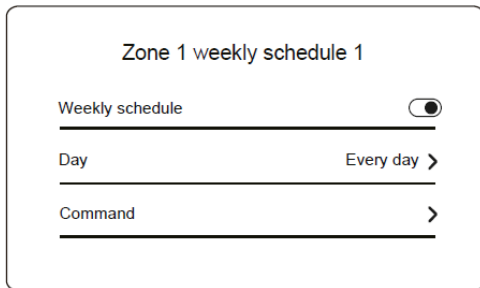 Zone 1 weekly schedule 1
Weekly schedule
Day Every day
Command